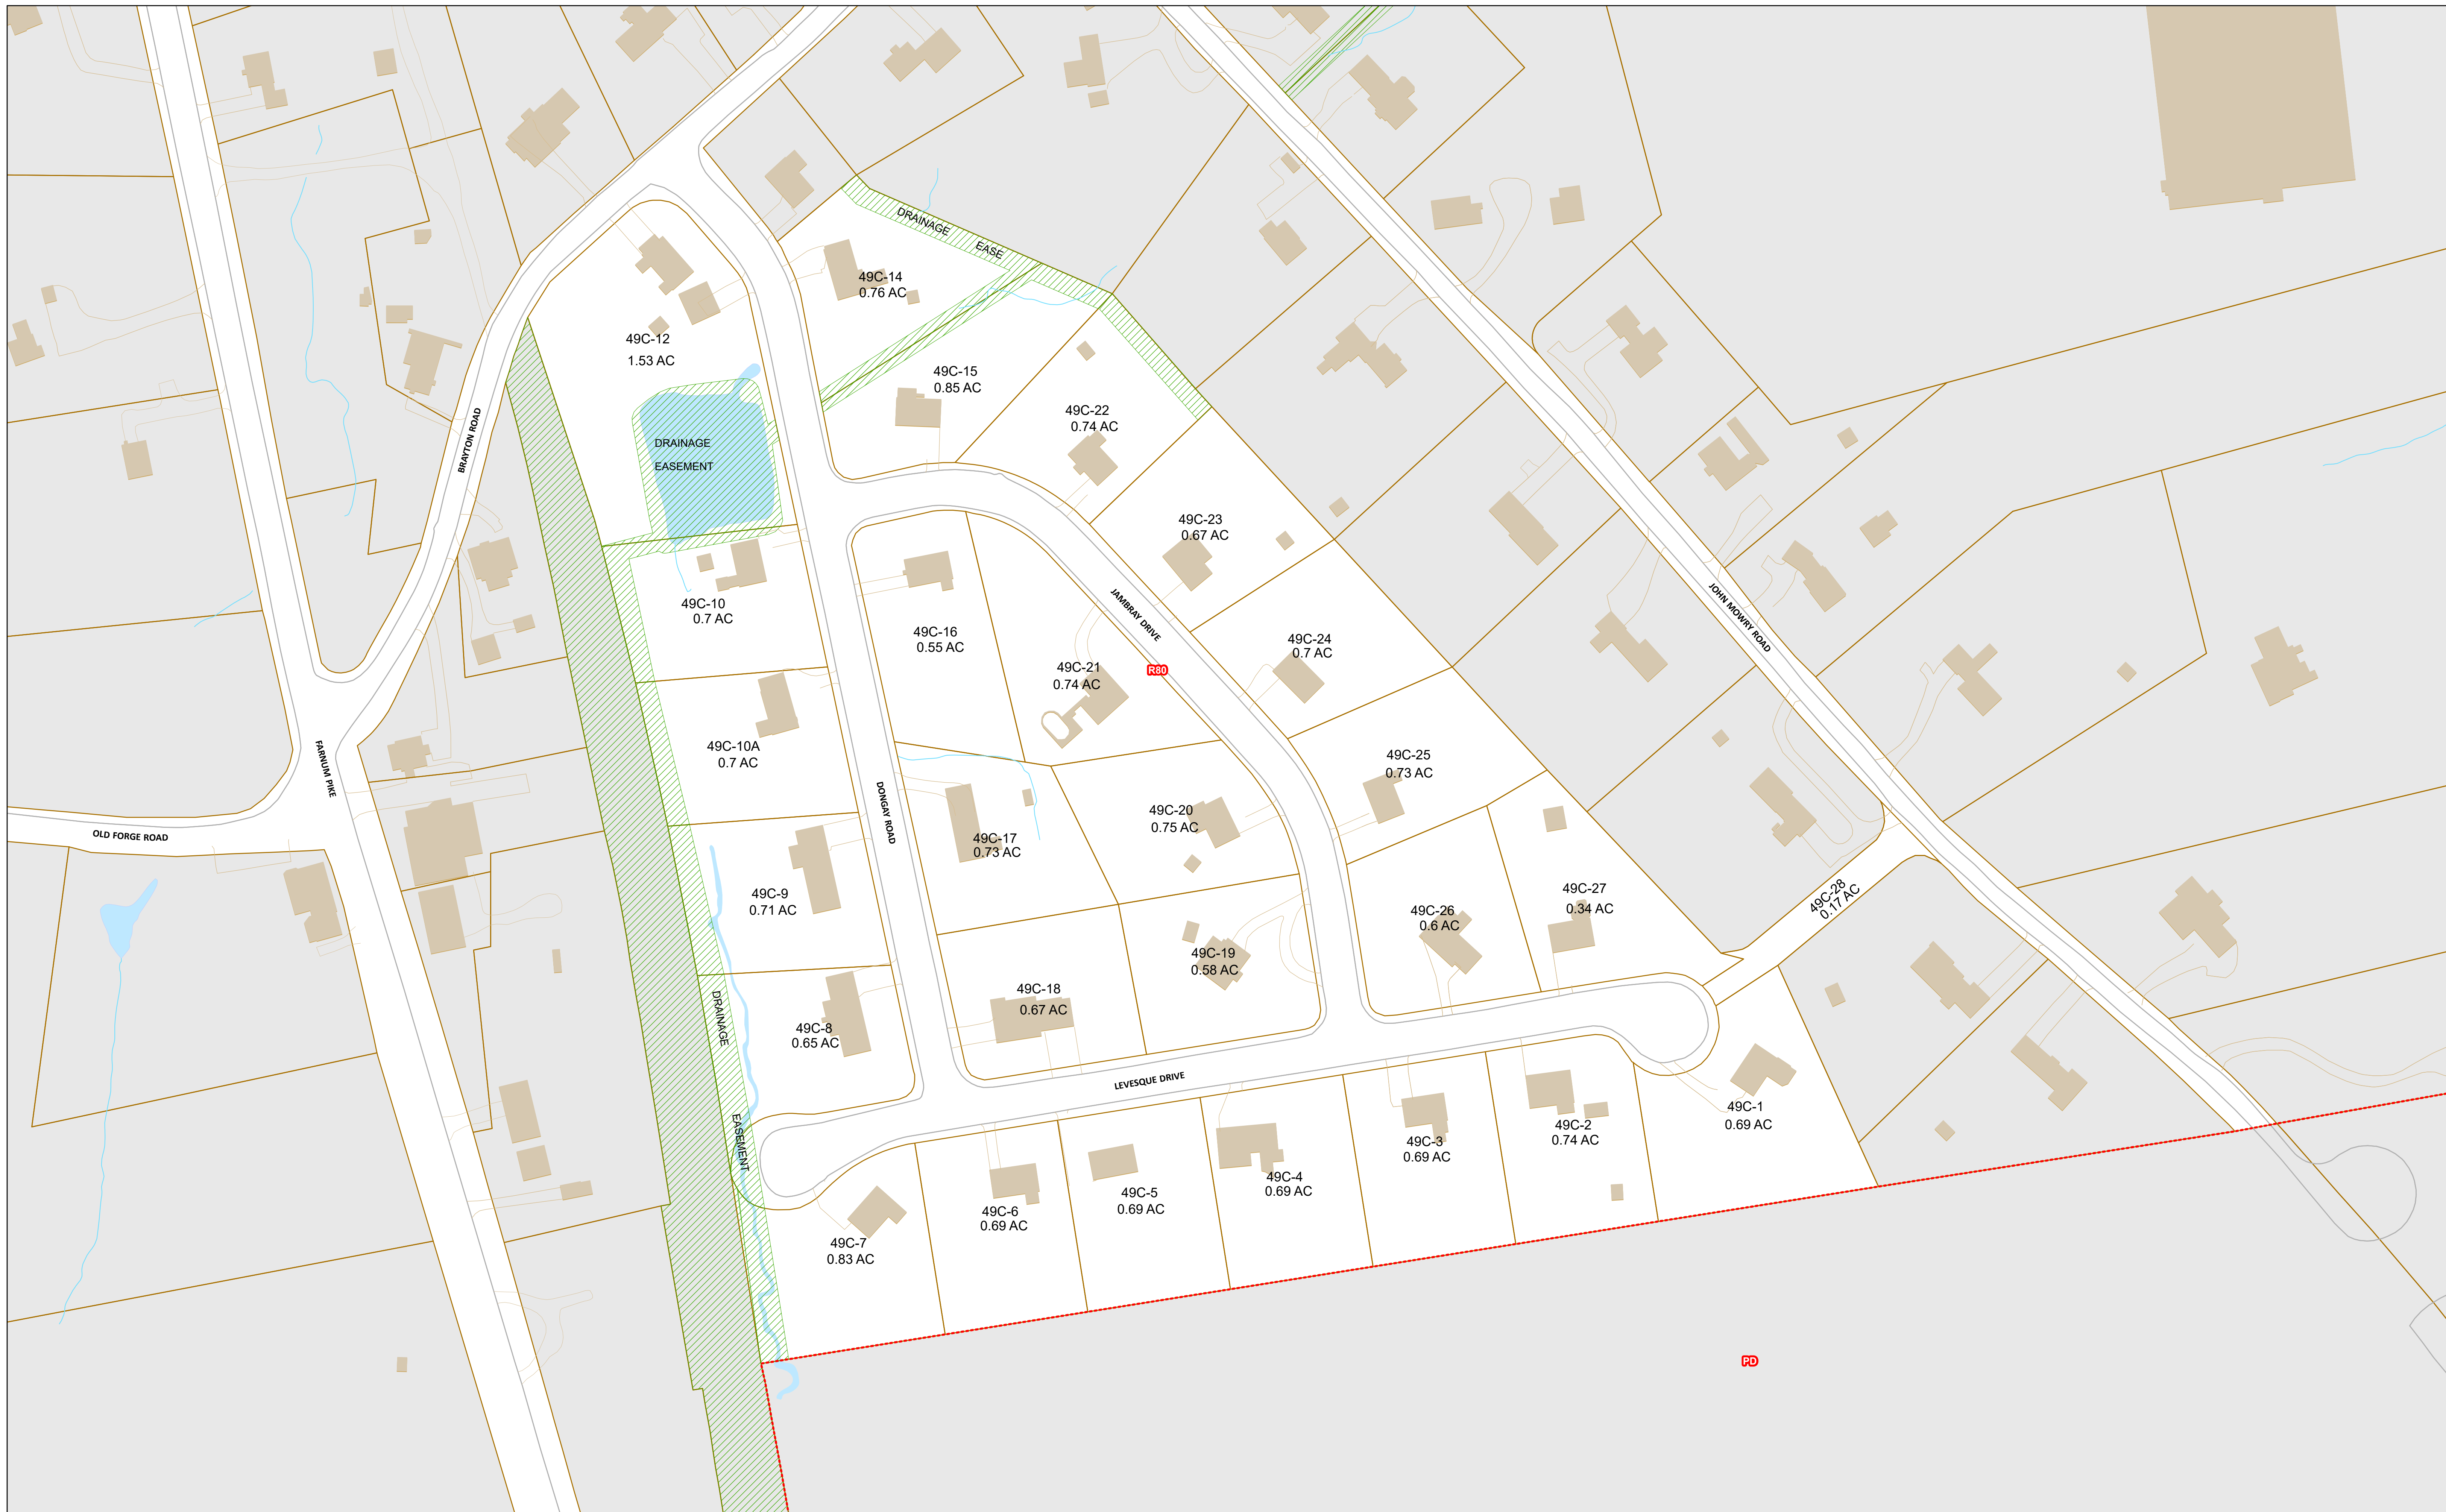 DRAINAGE
EASE
49C-14
0.76 AC
49C-12
1.53 AC
49C-15
0.85 AC
49C-22
0.74 AC
BRAYTON ROAD
DRAINAGE
EASEMENT
49C-23
0.67 AC
49C-10
0.7 AC
JAMBRAY DRIVE
JOHN MOWRY ROAD
49C-16
0.55 AC
49C-24
0.7 AC
49C-21
0.74 AC
R80
49C-10A
0.7 AC
FARNUM PIKE
49C-25
0.73 AC
DONGAY ROAD
49C-20
0.75 AC
OLD FORGE ROAD
49C-17
0.73 AC
49C-9
0.71 AC
49C-27
0.34 AC
49C-28
0.17 AC
49C-26
0.6 AC
49C-19
0.58 AC
49C-18
0.67 AC
DRAINAGE
EASEMENT
49C-8
0.65 AC
LEVESQUE DRIVE
49C-1
0.69 AC
49C-2
0.74 AC
49C-3
0.69 AC
49C-4
0.69 AC
49C-5
0.69 AC
49C-6
0.69 AC
49C-7
0.83 AC
PD